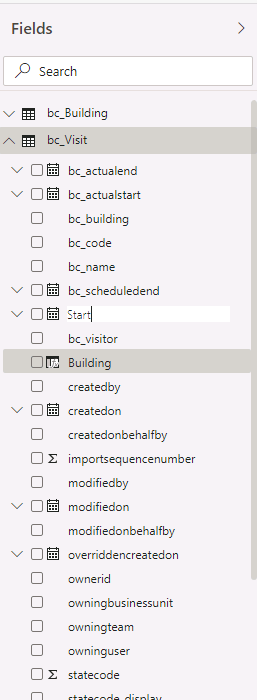 Fields
Search
bc_Building
bc_Visit
bc_actualend
bc_actualstart
bc_building
bc_code
bc_name
bc_scheduledend
Start
bc_visitor
Building
createdby
createdon
createdonbehalfby
importsequencenumber
modifiedby
modifiedon
modifiedonbehalfby
overriddencreatedon
ownerid
owningbusinessunit
owningteam
owninguser
statecode
statecode_display